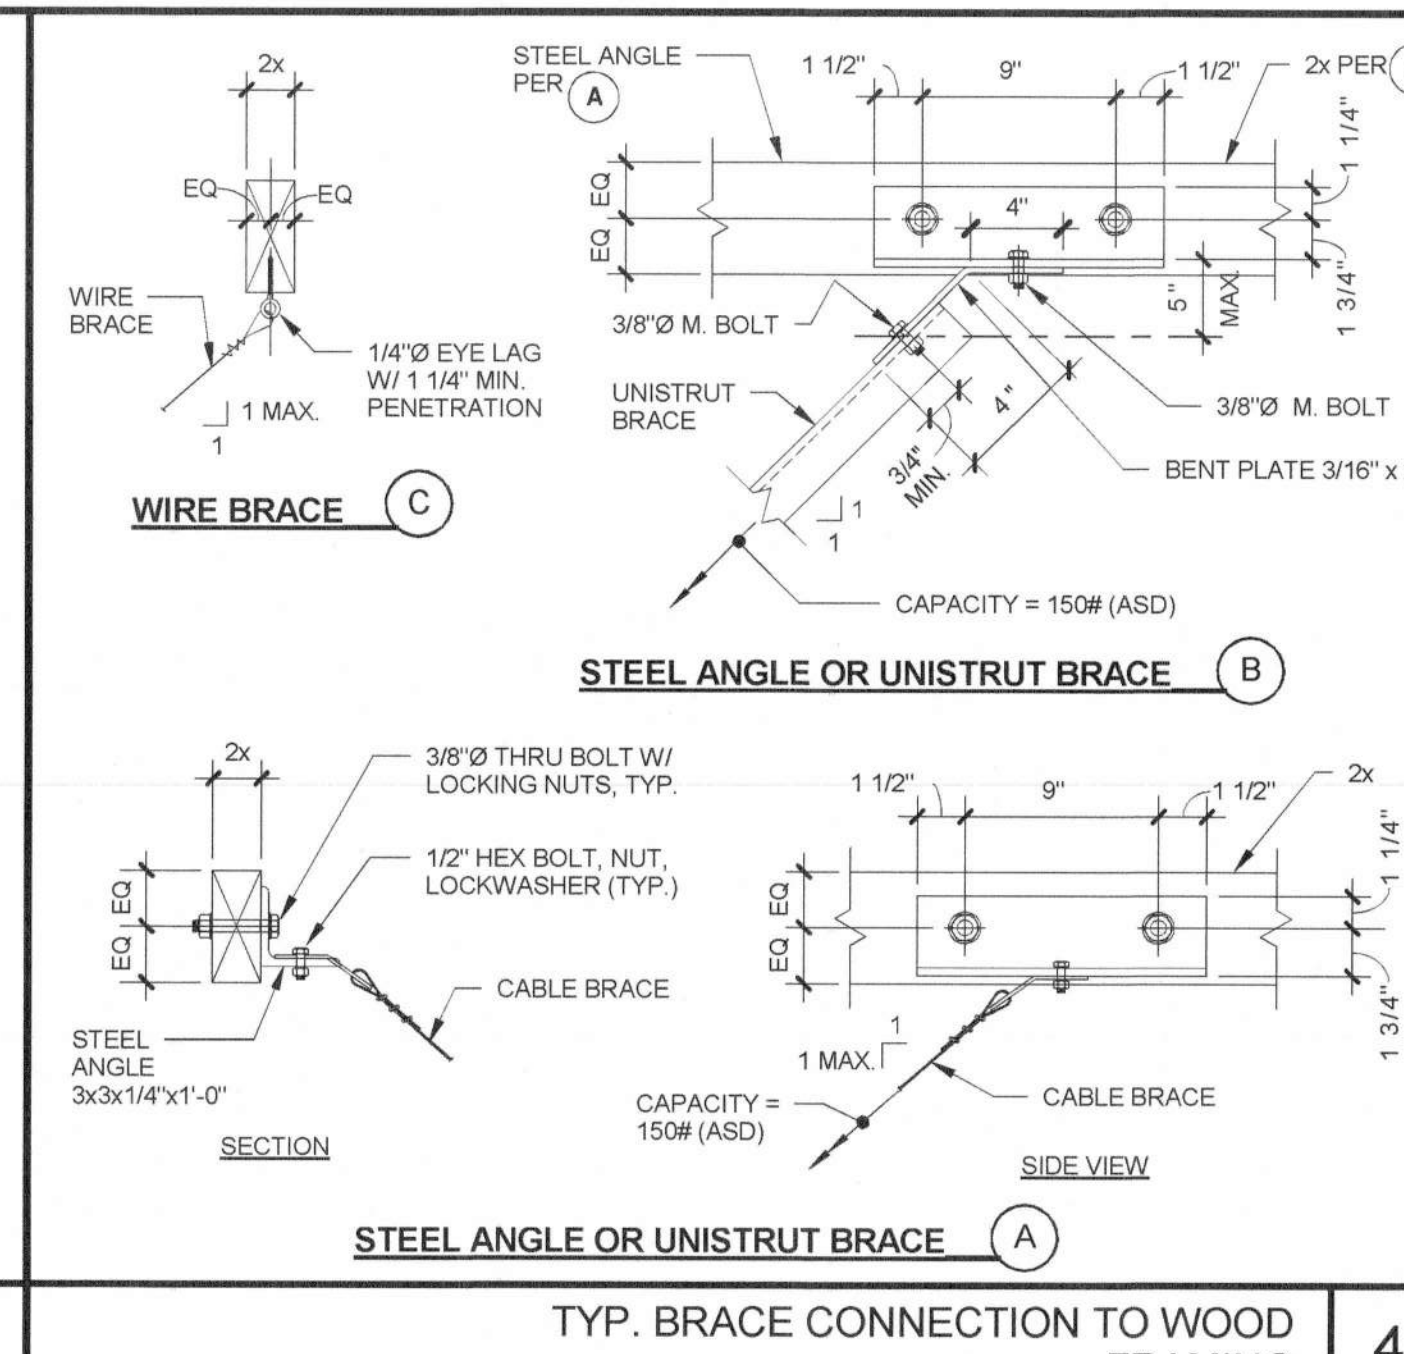 2x
EQ
EQ
WIRE
BRACE
1/4"Ø EYE LAG
W/ 1 1/4" MIN.
PENETRATION
1 MAX.
1
WIRE BRACE
C
STEEL ANGLE
PER
A
1 1/2"
9"
1 1/2"
2x PER
1 1/4"
EQ
EQ
4"
5"
MAX.
1 3/4"
3/8"Ø M. BOLT
UNISTRUT
BRACE
4"
3/4"
MIN.
3/8"Ø M. BOLT
BENT PLATE 3/16" x
1
1
CAPACITY = 150# (ASD)
STEEL ANGLE OR UNISTRUT BRACE
B
2x
3/8"Ø THRU BOLT W/
LOCKING NUTS, TYP.
1/2" HEX BOLT, NUT,
LOCKWASHER (TYP.)
EQ
EQ
CABLE BRACE
STEEL
ANGLE
3x3x1/4"x1'-0"
SECTION
1 1/2"
9"
1 1/2"
2x
1 1/4"
EQ
EQ
1 3/4"
1
1 MAX.
CABLE BRACE
CAPACITY =
150# (ASD)
SIDE VIEW
STEEL ANGLE OR UNISTRUT BRACE
A
TYP. BRACE CONNECTION TO WOOD
4